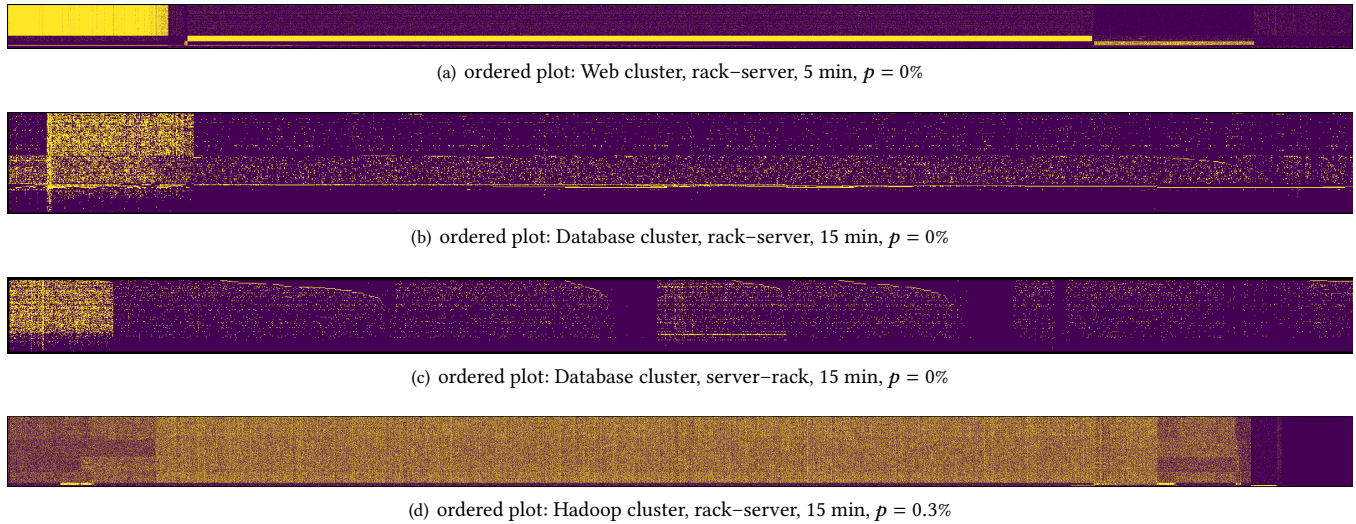 (a) ordered plot: Web cluster, rack–server, 5 min, p = 0%
(b) ordered plot: Database cluster, rack–server, 15 min, p = 0%
(c) ordered plot: Database cluster, server–rack, 15 min, p = 0%
(d) ordered plot: Hadoop cluster, rack–server, 15 min, p = 0.3%